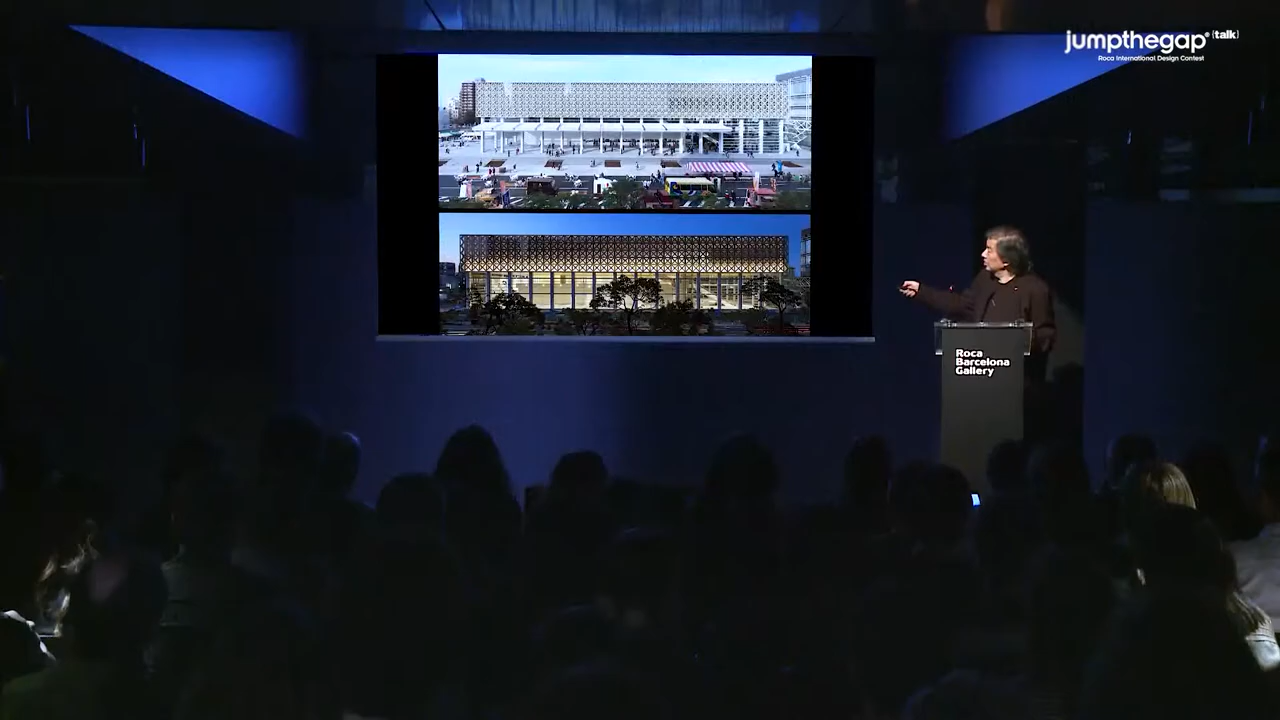 jumpthegap® {talk}
Roca International Design Contest
Roca
Barcelona
Gallery